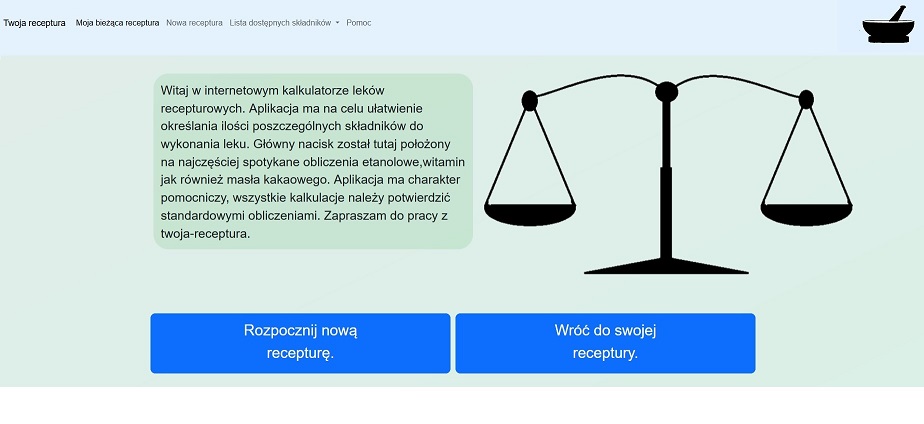 Twoja receptura Moja bieżąca receptura Nowa receptura Lista dostępnych składników Pomoc
Witaj w internetowym kalkulatorze leków
recepturowych. Aplikacja ma na celu ułatwienie
określania ilości poszczególnych składników do
wykonania leku. Główny nacisk został tutaj położony
na najczęściej spotykane obliczenia etanolowe,witamin
jak również masła kakaowego. Aplikacja ma charakter
pomocniczy, wszystkie kalkulacje należy potwierdzić
standardowymi obliczeniami. Zapraszam do pracy z
twoja-receptura.
Rozpocznij nową
recepturę.
Wróć do swojej
receptury.